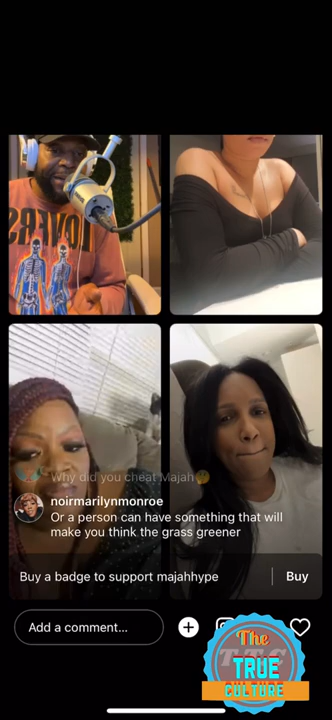 LOVERS
Why did you cheat Majah🤔
noirmarilynmonroe
Or a person can have something that will
make you think the grass greener
Buy a badge to support majahhype
Buy
Add a comment...
The
T.T.C
TRUE
CULTURE